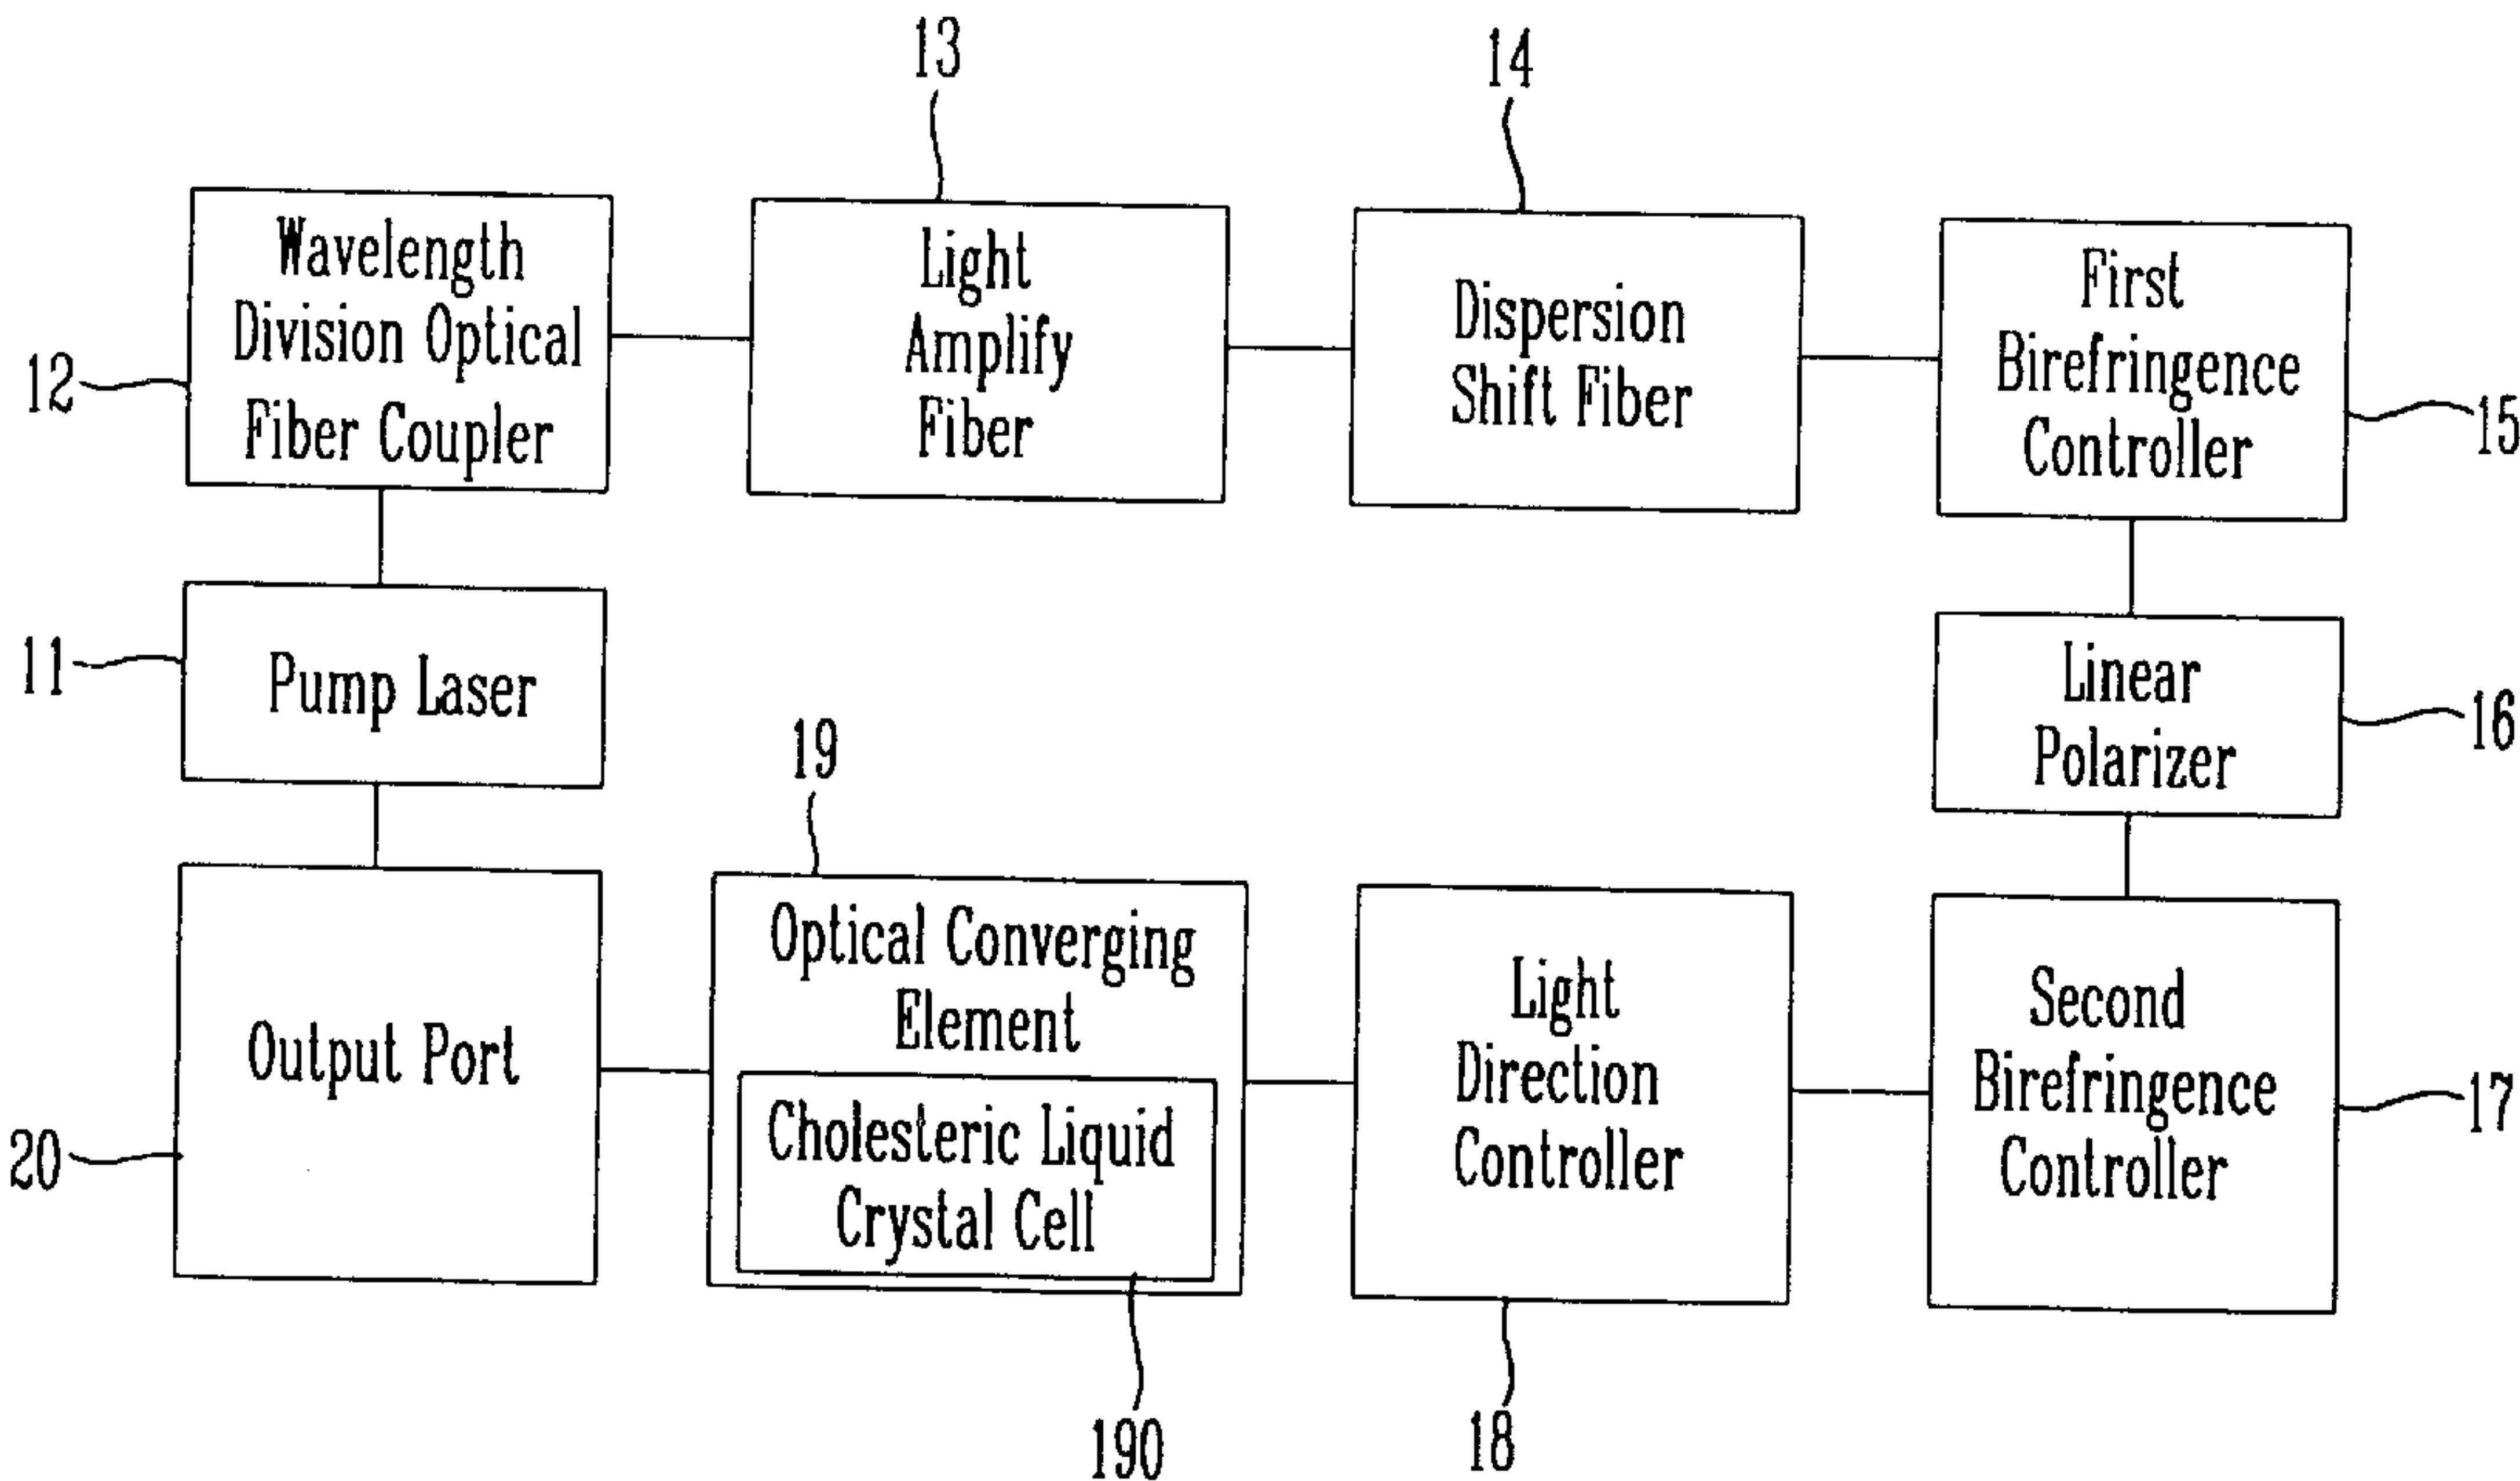 13
14
Wavelength
Division Optical
Fiber Coupler
12
Light
Amplify
Fiber
Dispersion
Shift Fiber
First
Birefringence
Controller
15
11
Pump Laser
Linear
Polarizer
16
19
20
Output Port
Optical Converging
Element
Cholesteric Liquid
Crystal Cell
190
Light
Direction
Controller
18
Second
Birefringence
Controller
17